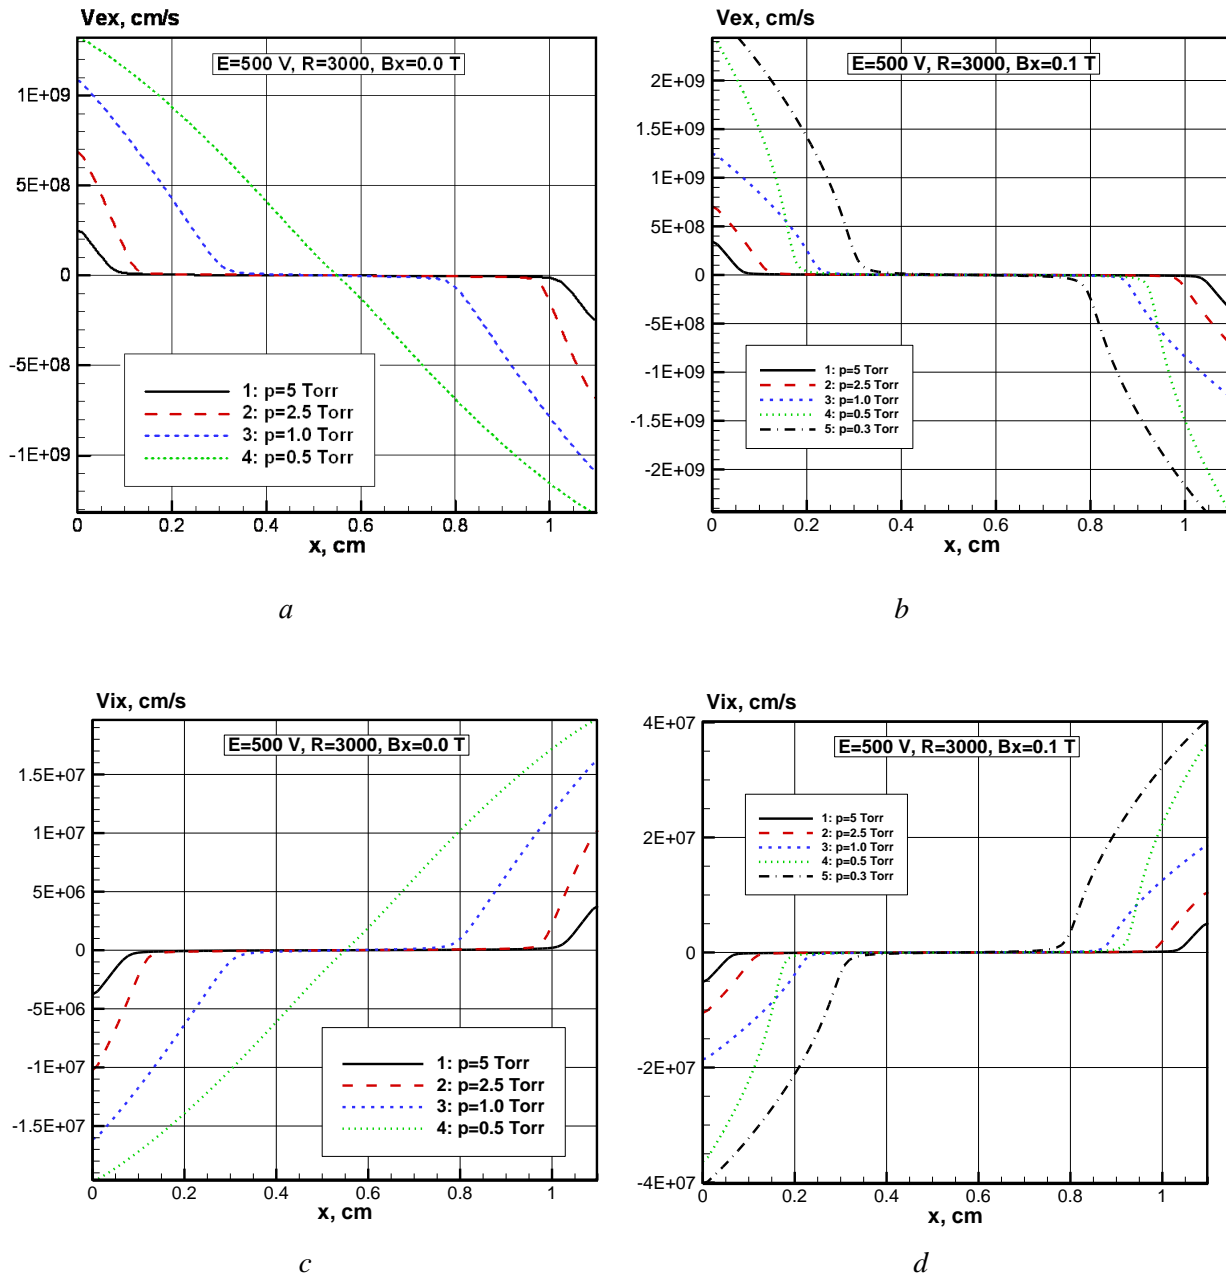 Vex, cm/s
E=500 V, R=3000, Bx=0.0 T
1E+09
5E+08
0
-5E+08
-1E+09
1: p=5 Torr
2: p=2.5 Torr
3: p=1.0 Torr
4: p=0.5 Torr
0 0.2 0.4 0.6 0.8 1
x, cm
a
Vex, cm/s
E=500 V, R=3000, Bx=0.1 T
2E+09
1.5E+09
1E+09
5E+08
0
-5E+08
-1E+09
-1.5E+09
-2E+09
1: p=5 Torr
2: p=2.5 Torr
3: p=1.0 Torr
4: p=0.5 Torr
5: p=0.3 Torr
0 0.2 0.4 0.6 0.8 1
x, cm
b
Vix, cm/s
E=500 V, R=3000, Bx=0.0 T
1.5E+07
1E+07
5E+06
0
-5E+06
-1E+07
-1.5E+07
1: p=5 Torr
2: p=2.5 Torr
3: p=1.0 Torr
4: p=0.5 Torr
0 0.2 0.4 0.6 0.8 1
x, cm
c
Vix, cm/s
E=500 V, R=3000, Bx=0.1 T
4E+07
2E+07
0
-2E+07
-4E+07
1: p=5 Torr
2: p=2.5 Torr
3: p=1.0 Torr
4: p=0.5 Torr
5: p=0.3 Torr
0 0.2 0.4 0.6 0.8 1
x, cm
d